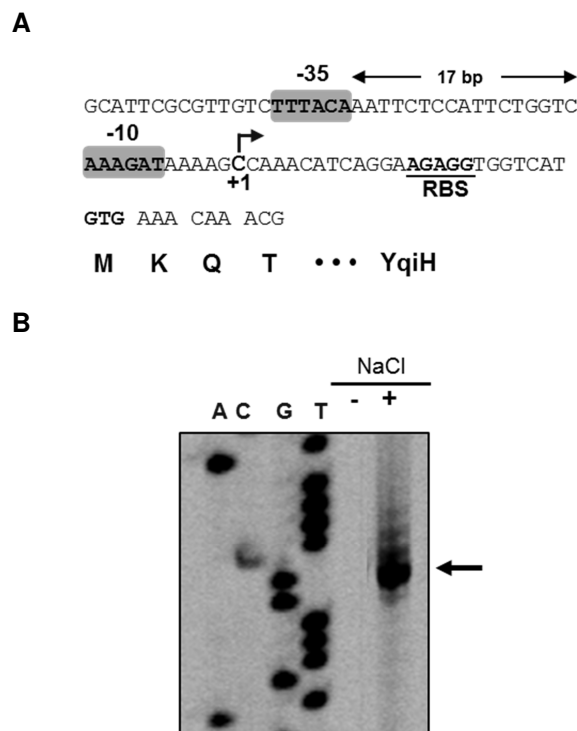 A
-35 17 bp
GCATTCGCGTTGTCTTTACAAATTCTCCATTCTGGTC
-10
AAAGATAAAAGCCAAACATCAGGAAGAGGTGGTCAT
+1 RBS
GTG AAA CAA ACG
M K Q T • • • YqiH
B
NaCl
A C G T - +